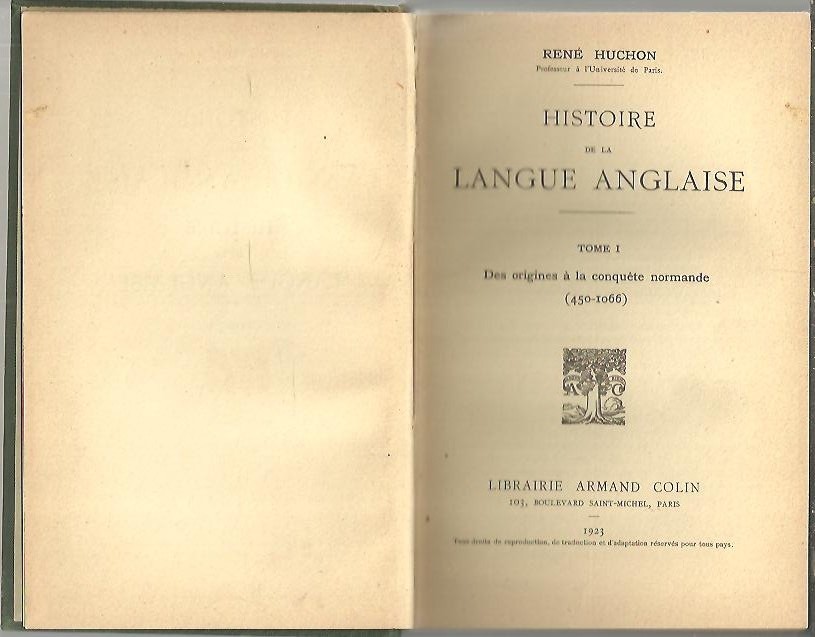 RENÉ HUCHON
Professeur à l'Université de Paris.
HISTOIRE
DE LA
LANGUE ANGLAISE
TOME I
Des origines à la conquête normande
(450-1066)
A C
LIBRAIRIE ARMAND COLIN
103, BOULEVARD SAINT-MICHEL, PARIS
1923
Tous droits de reproduction, de traduction et d'adaptation réservés pour tous pays.